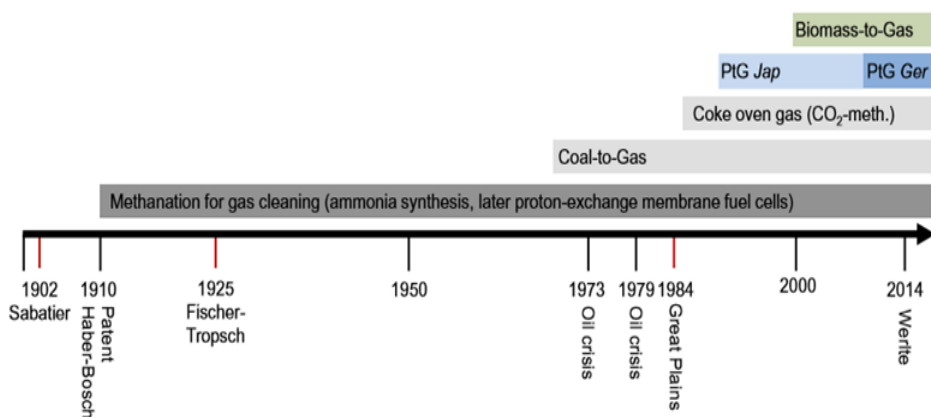 Biomass-to-Gas
PtG Jap
PtG Ger
Coke oven gas (CO₂-meth.)
Coal-to-Gas
Methanation for gas cleaning (ammonia synthesis, later proton-exchange membrane fuel cells)
1902
Sabatier
1910
Patent
Haber-Bosch
1925
Fischer-
Tropsch
1950
1973
Oil crisis
1979
Oil crisis
1984
Great Plains
2000
2014
Werlte